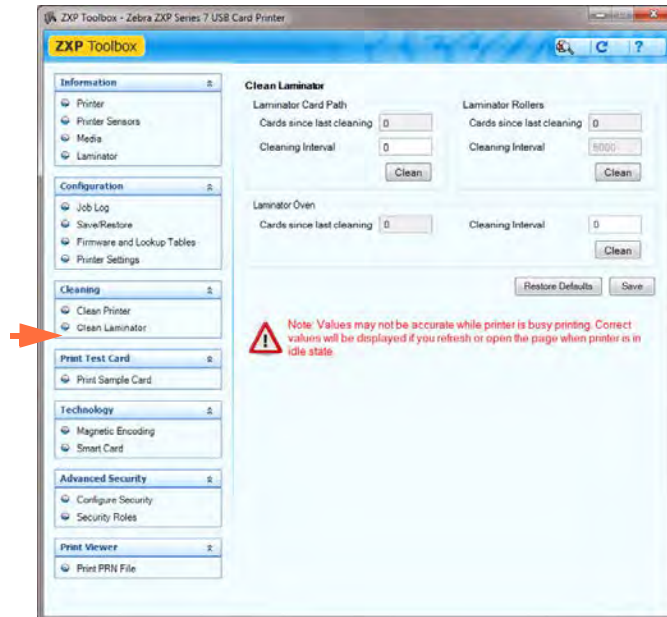 ZXP Toolbox - Zebra ZXP Series 7 USB Card Printer
ZXP Toolbox
Information
Printer
Printer Sensors
Media
Laminator
Configuration
Job Log
Save/Restore
Firmware and Lookup Tables
Printer Settings
Cleaning
Clean Printer
Clean Laminator
Print Test Card
Print Sample Card
Technology
Magnetic Encoding
Smart Card
Advanced Security
Configure Security
Security Roles
Print Viewer
Print PRN File
Clean Laminator
Laminator Card Path
Cards since last cleaning 0
Cleaning Interval 0
Clean
Laminator Rollers
Cards since last cleaning 0
Cleaning Interval 5000
Clean
Laminator Oven
Cards since last cleaning 0
Cleaning Interval 0
Clean
Restore Defaults Save
Note: Values may not be accurate while printer is busy printing. Correct
values will be displayed if you refresh or open the page when printer is in
idle state